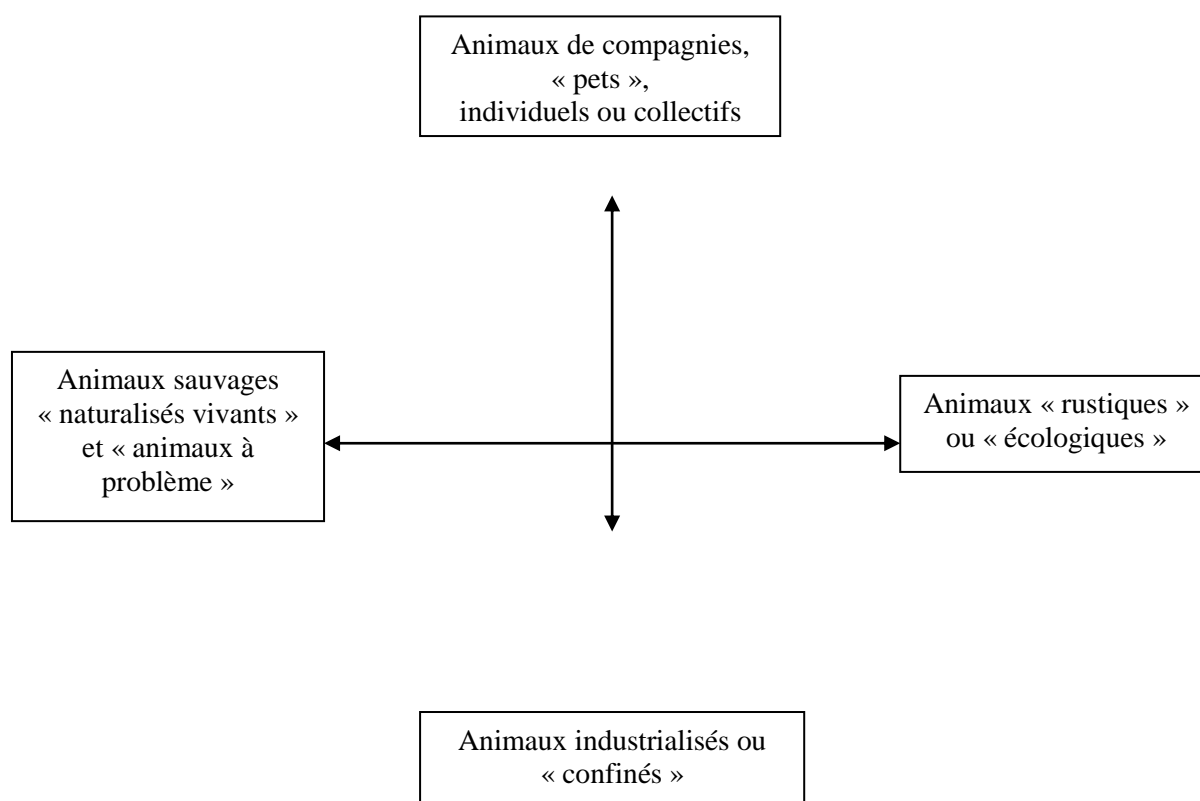 Animaux de compagnies,
« pets »,
individuels ou collectifs
Animaux sauvages
« naturalisés vivants »
et « animaux à
problème »
Animaux « rustiques »
ou « écologiques »
Animaux industrialisés ou
« confinés »